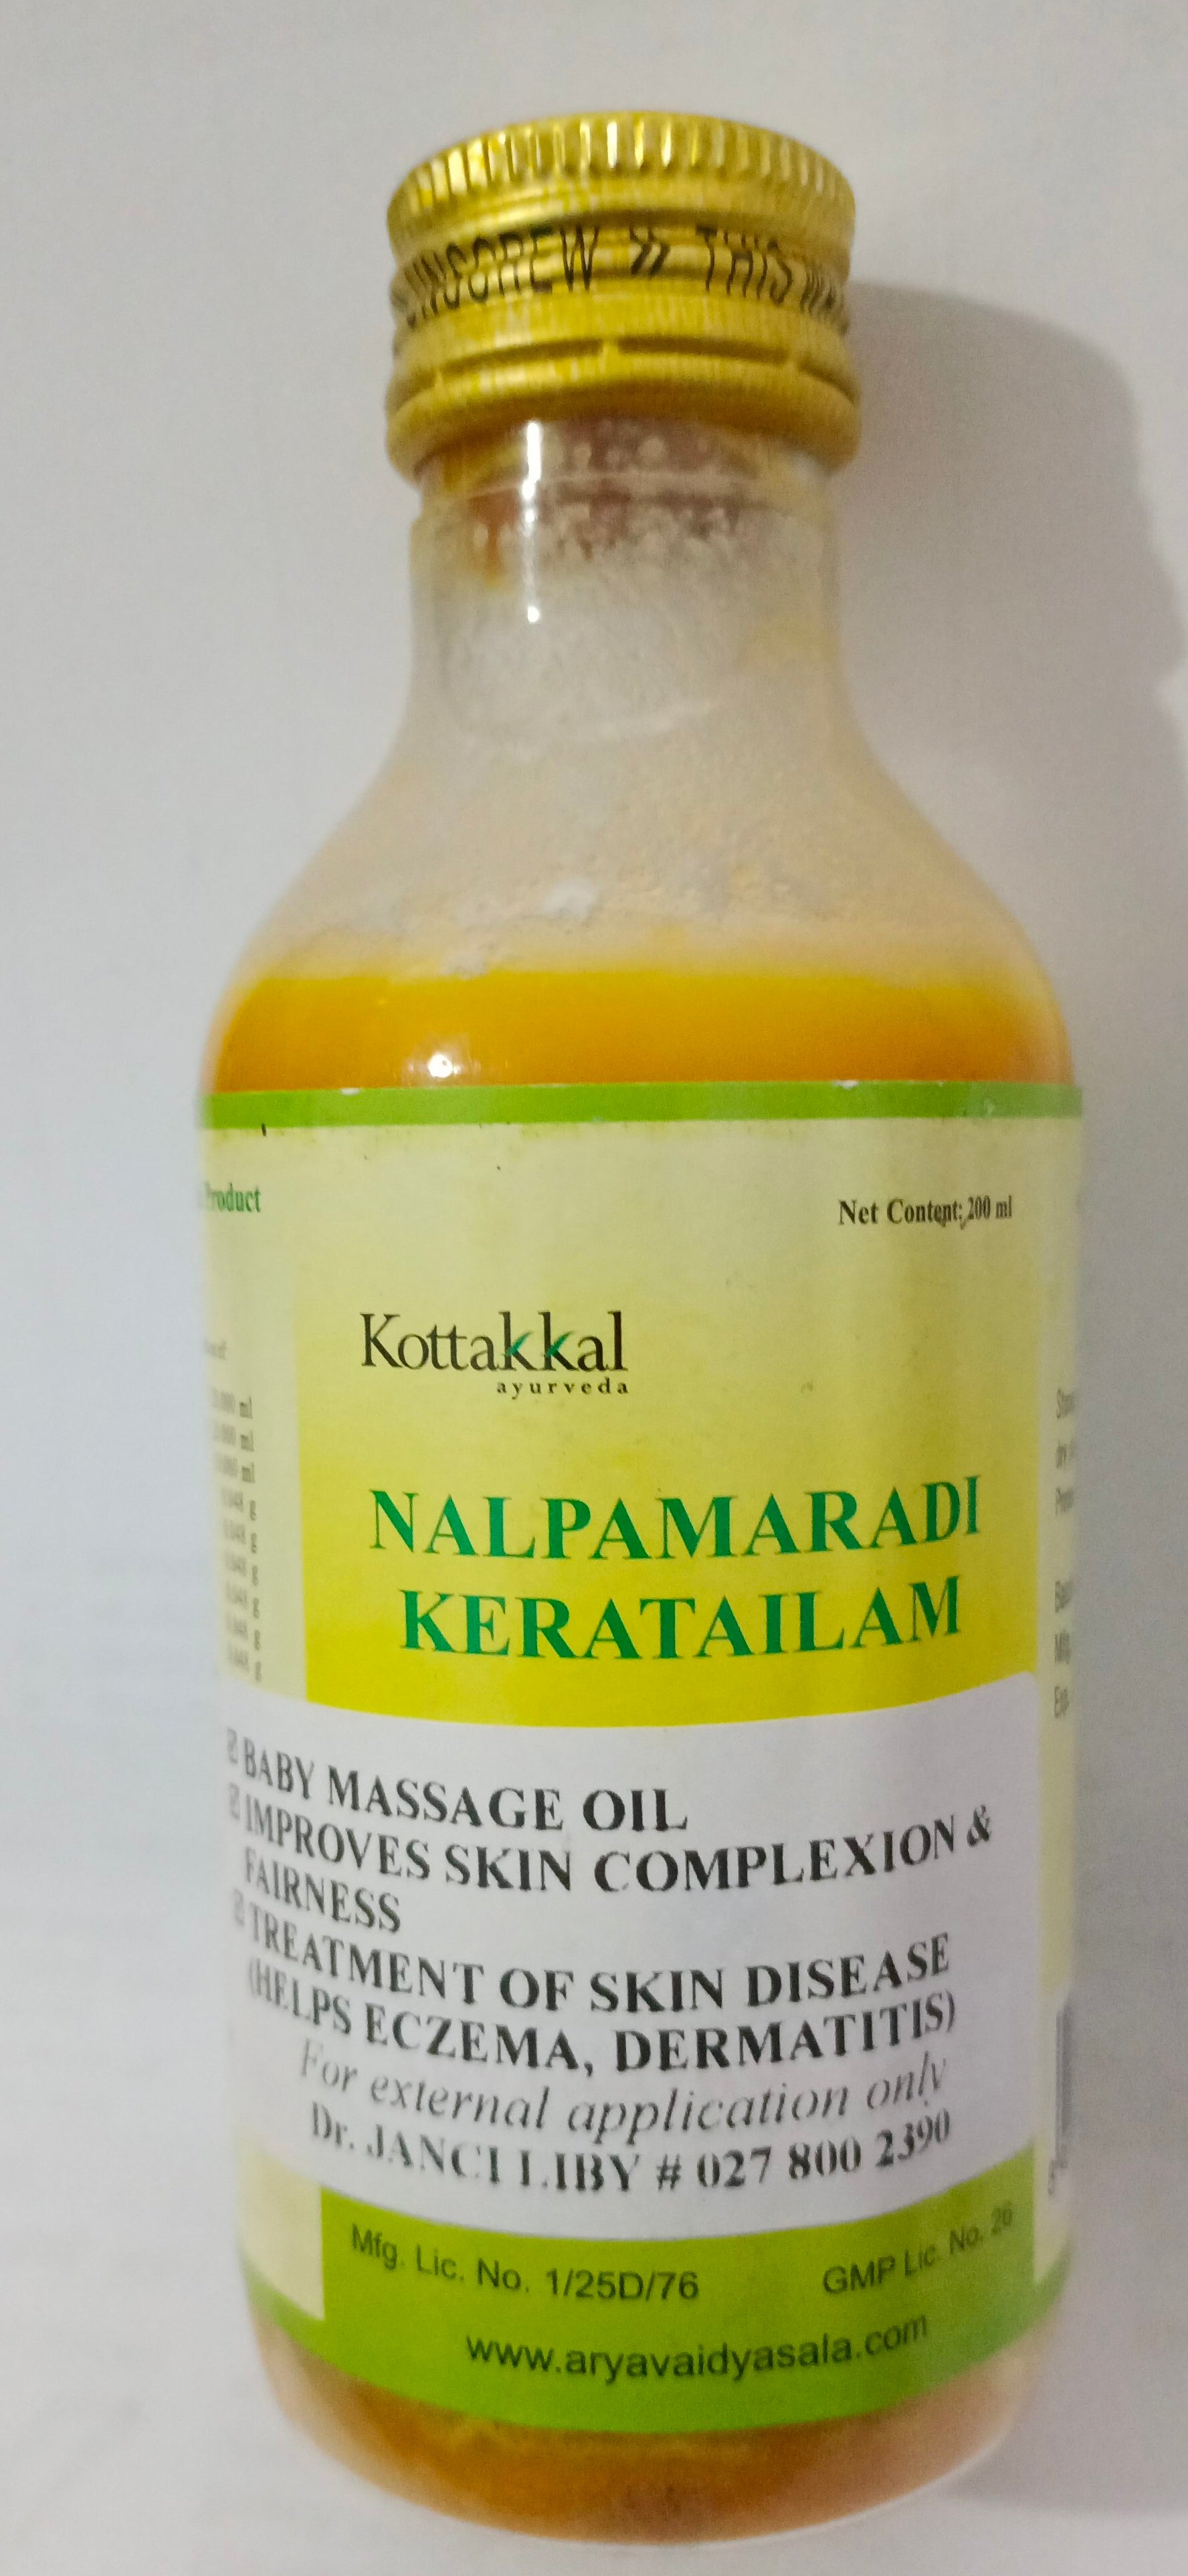 UNSCREW » THIS WAY
Product
Net Content: 200 ml
Kottakkal
ayurveda
NALPAMARADI
KERATAILAM
☑ BABY MASSAGE OIL
☑ IMPROVES SKIN COMPLEXION &
FAIRNESS
☑ TREATMENT OF SKIN DISEASE
(HELPS ECZEMA, DERMATITIS)
For external application only
Dr. JANCI LIBY # 027 800 2390
Mfg. Lic. No. 1/25D/76
GMP Lic. No. 26
www.aryavaidyasala.com